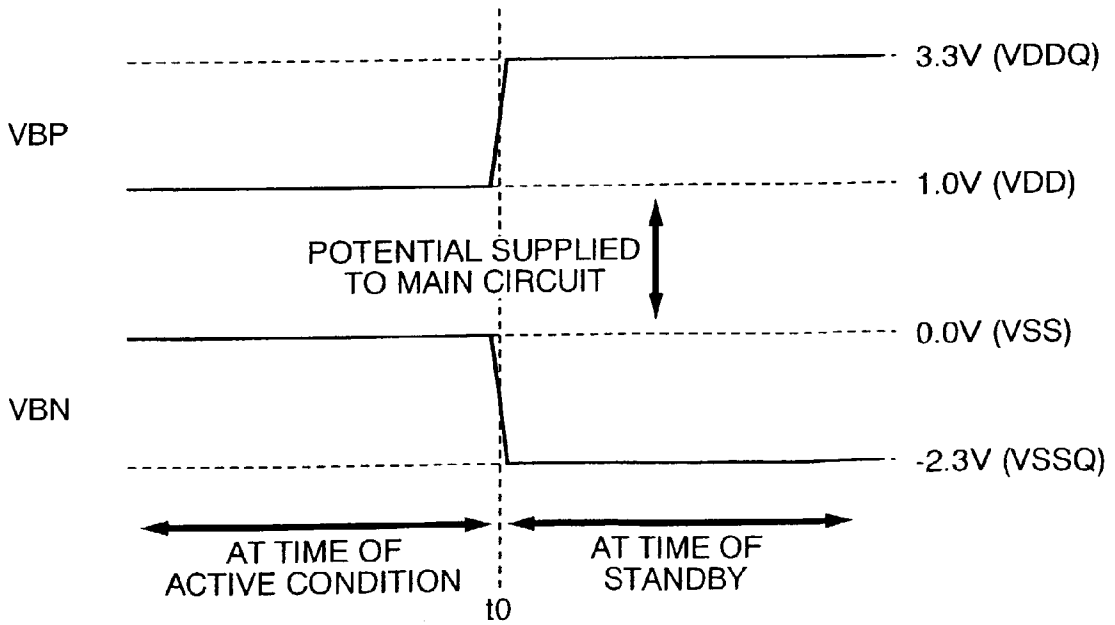 3.3V (VDDQ)
VBP
1.0V (VDD)
POTENTIAL SUPPLIED
TO MAIN CIRCUIT
0.0V (VSS)
VBN
-2.3V (VSSQ)
AT TIME OF
ACTIVE CONDITION
AT TIME OF
STANDBY
t0